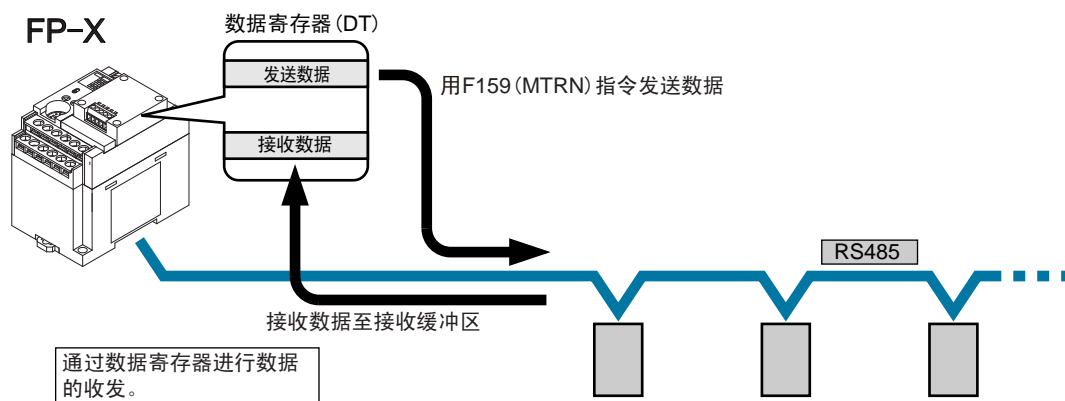 FP-X
数据寄存器(DT)
发送数据
用F159(MTRN)指令发送数据
接收数据
RS485
接收数据至接收缓冲区
通过数据寄存器进行数据
的收发。